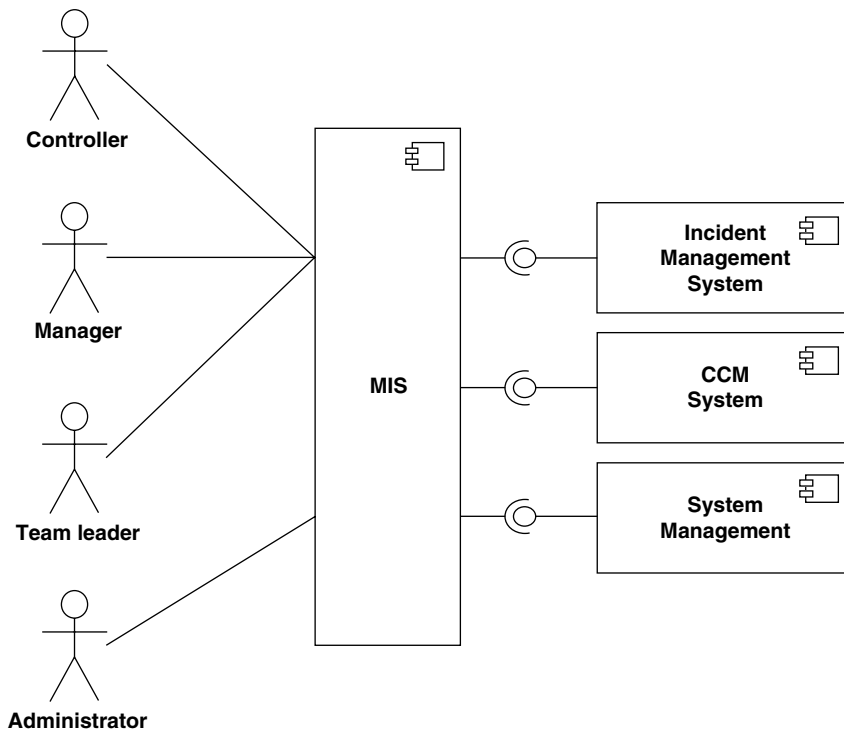 Controller
Manager
Team leader
Administrator
MIS
Incident
Management
System
CCM
System
System
Management